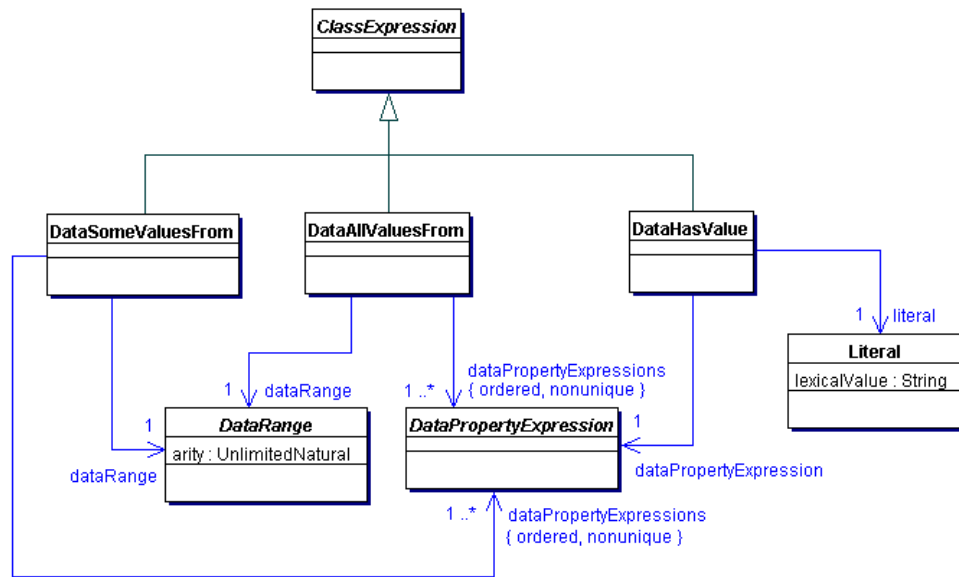 ClassExpression
DataSomeValuesFrom
DataAllValuesFrom
DataHasValue
1
literal
Literal
lexicalValue : String
1
dataRange
dataPropertyExpressions
1 ..*
{ ordered, nonunique }
1
dataRange
DataRange
arity : UnlimitedNatural
DataPropertyExpression
1
dataPropertyExpression
1 ..*
dataPropertyExpressions
{ ordered, nonunique }